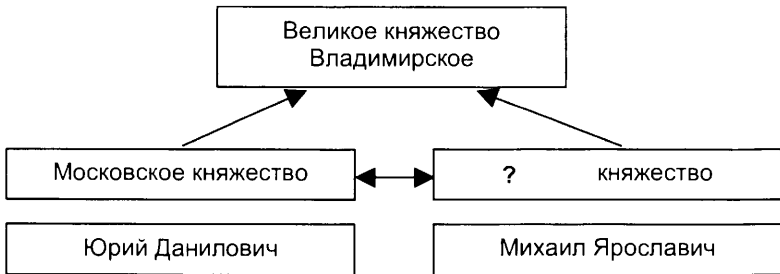 Великое княжество
Владимирское
Московское княжество
? княжество
Юрий Данилович
Михаил Ярославич